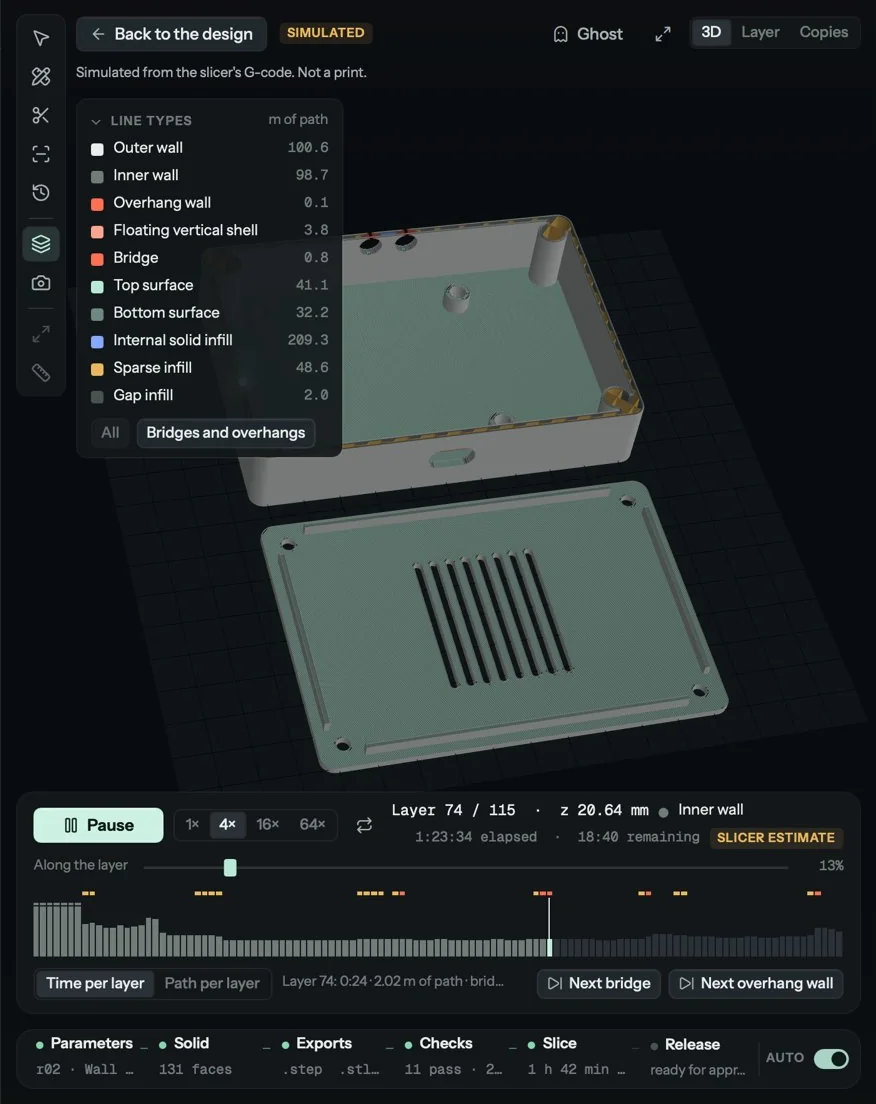 Back to the design
SIMULATED
Ghost
3D Layer Copies
Simulated from the slicer's G-code. Not a print.
LINE TYPES m of path
Outer wall 100.6
Inner wall 98.7
Overhang wall 0.1
Floating vertical shell 3.8
Bridge 0.8
Top surface 41.1
Bottom surface 32.2
Internal solid infill 209.3
Sparse infill 48.6
Gap infill 2.0
All Bridges and overhangs
Pause 1× 4× 16× 64×
Layer 74 / 115 · z 20.64 mm Inner wall
1:23:34 elapsed · 18:40 remaining SLICER ESTIMATE
Along the layer 13%
Time per layer Path per layer Layer 74: 0:24 · 2.02 m of path · brid... Next bridge Next overhang wall
Parameters Solid Exports Checks Slice Release
r02 · Wall … 131 faces .step .stl… 11 pass · 2… 1 h 42 min … ready for appr...
AUTO